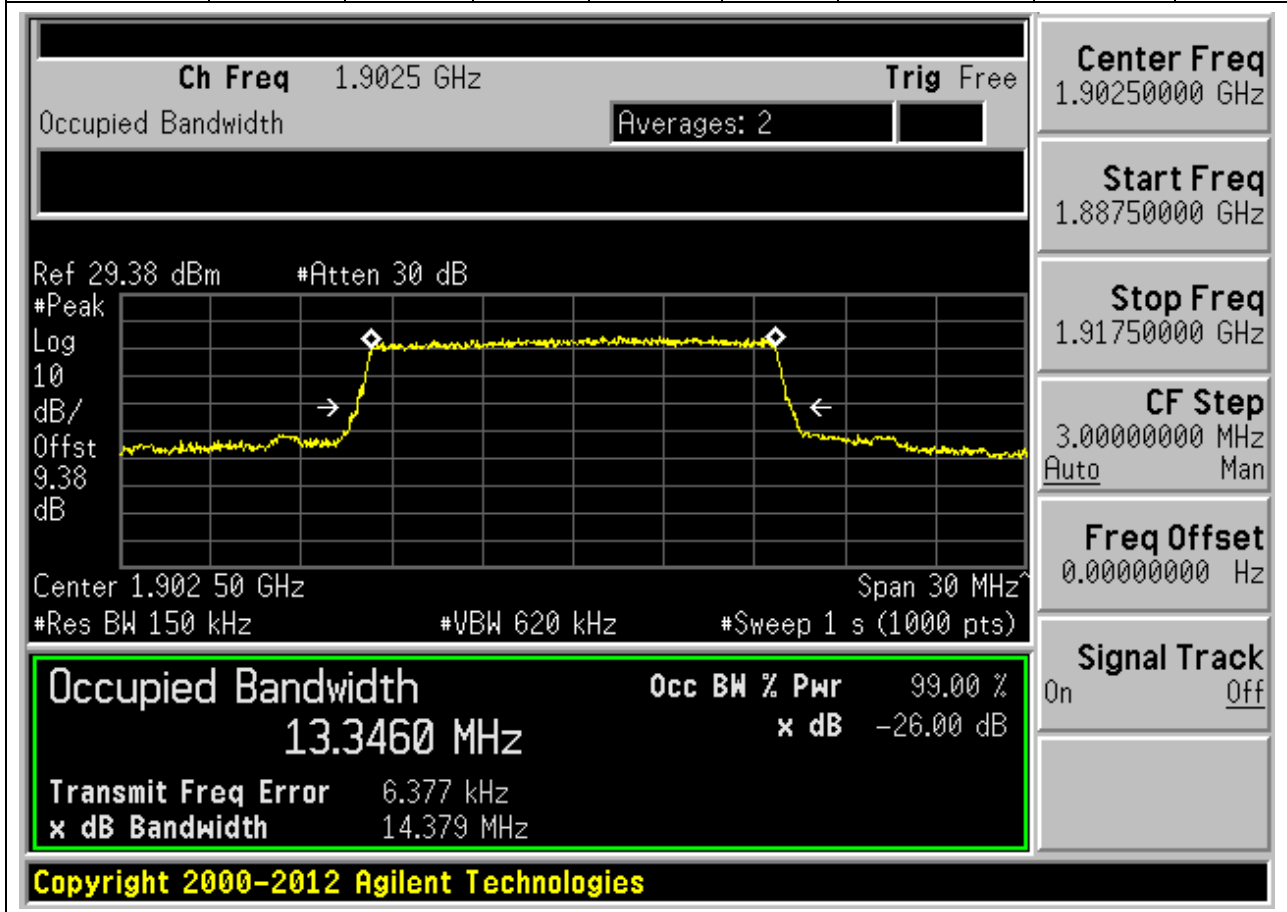 Ch Freq 1.9025 GHz Trig Free
Occupied Bandwidth Averages: 2
Ref 29.38 dBm #Atten 30 dB
#Peak
Log
10
dB/
Offst
9.38
dB
Center 1.902 50 GHz Span 30 MHz^
#Res BW 150 kHz #VBW 620 kHz #Sweep 1 s (1000 pts)
Occupied Bandwidth Occ BW % Pwr 99.00 %
13.3460 MHz x dB -26.00 dB
Transmit Freq Error 6.377 kHz
x dB Bandwidth 14.379 MHz
Copyright 2000-2012 Agilent Technologies
Center Freq
1.90250000 GHz
Start Freq
1.88750000 GHz
Stop Freq
1.91750000 GHz
CF Step
3.00000000 MHz
Auto Man
Freq Offset
0.00000000 Hz
Signal Track
On Off